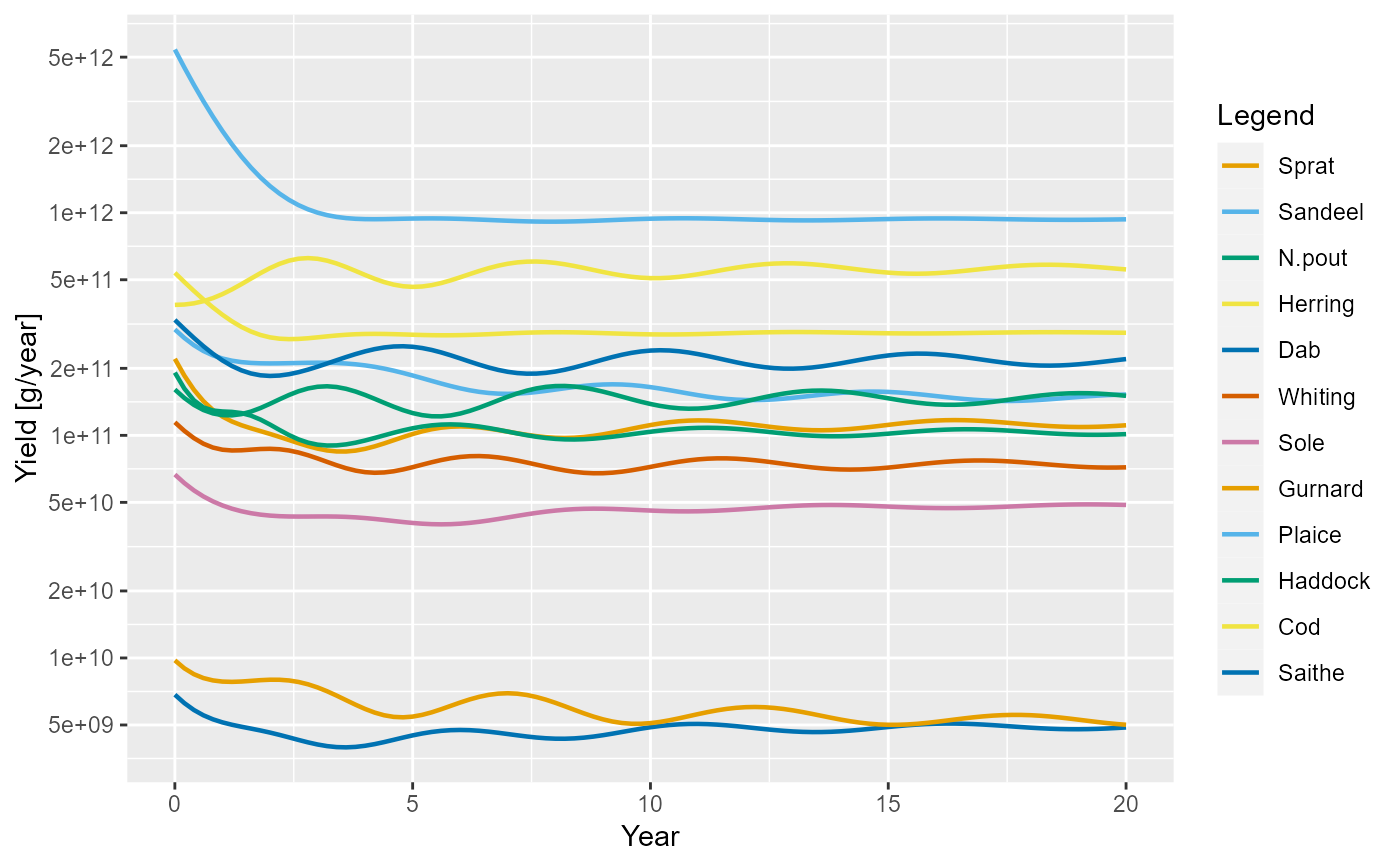 5e+12
2e+12
1e+12
5e+11
2e+11
1e+11
5e+10
2e+10
1e+10
5e+09
Yield [g/year]
0 5 10 15 20
Year
Legend
Sprat
Sandeel
N.pout
Herring
Dab
Whiting
Sole
Gurnard
Plaice
Haddock
Cod
Saithe